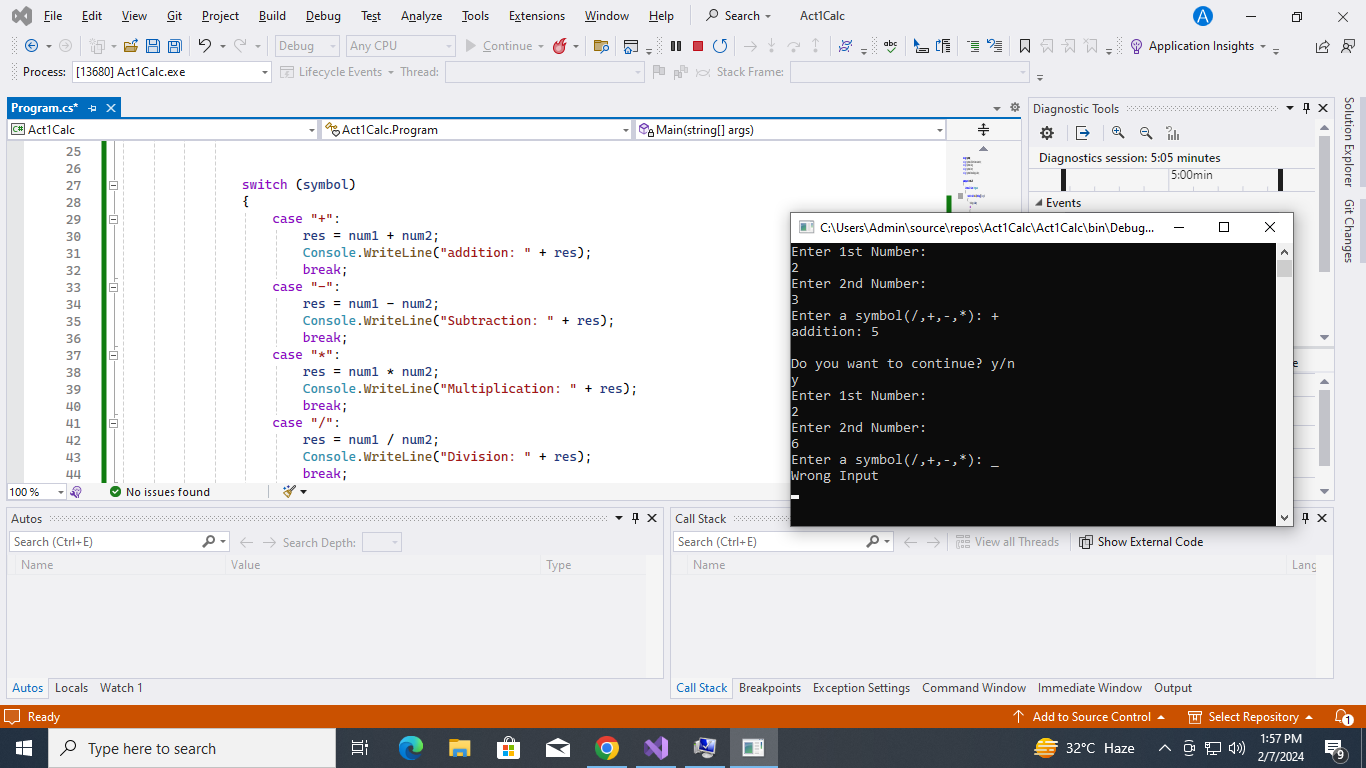 File Edit View Git Project Build Debug Test Analyze Tools Extensions Window Help Search Act1Calc A
Debug Any CPU Continue Application Insights
Process: [13680] Act1Calc.exe Lifecycle Events Thread: Stack Frame:
Program.cs*
Act1Calc Act1Calc.Program Main(string[] args)
25
26
27 switch (symbol)
28 {
29 case "+":
30 res = num1 + num2;
31 Console.WriteLine("addition: " + res);
32 break;
33 case "-":
34 res = num1 - num2;
35 Console.WriteLine("Subtraction: " + res);
36 break;
37 case "*":
38 res = num1 * num2;
39 Console.WriteLine("Multiplication: " + res);
40 break;
41 case "/":
42 res = num1 / num2;
43 Console.WriteLine("Division: " + res);
44 break;
100 % No issues found
Diagnostic Tools
Diagnostics session: 5:05 minutes
5:00min
Events
Solution Explorer
Git Changes
C:\Users\Admin\source\repos\Act1Calc\Act1Calc\bin\Debug...
Enter 1st Number:
2
Enter 2nd Number:
3
Enter a symbol(/,+,-,*): +
addition: 5
Do you want to continue? y/n
y
Enter 1st Number:
2
Enter 2nd Number:
6
Enter a symbol(/,+,-,*): _
Wrong Input
Autos
Search (Ctrl+E) Search Depth:
Name Value Type
Autos Locals Watch 1
Call Stack
Search (Ctrl+E) View all Threads Show External Code
Name Lang
Call Stack Breakpoints Exception Settings Command Window Immediate Window Output
Ready Add to Source Control Select Repository 1
Type here to search 32°C Haze 1:57 PM
2/7/2024 9